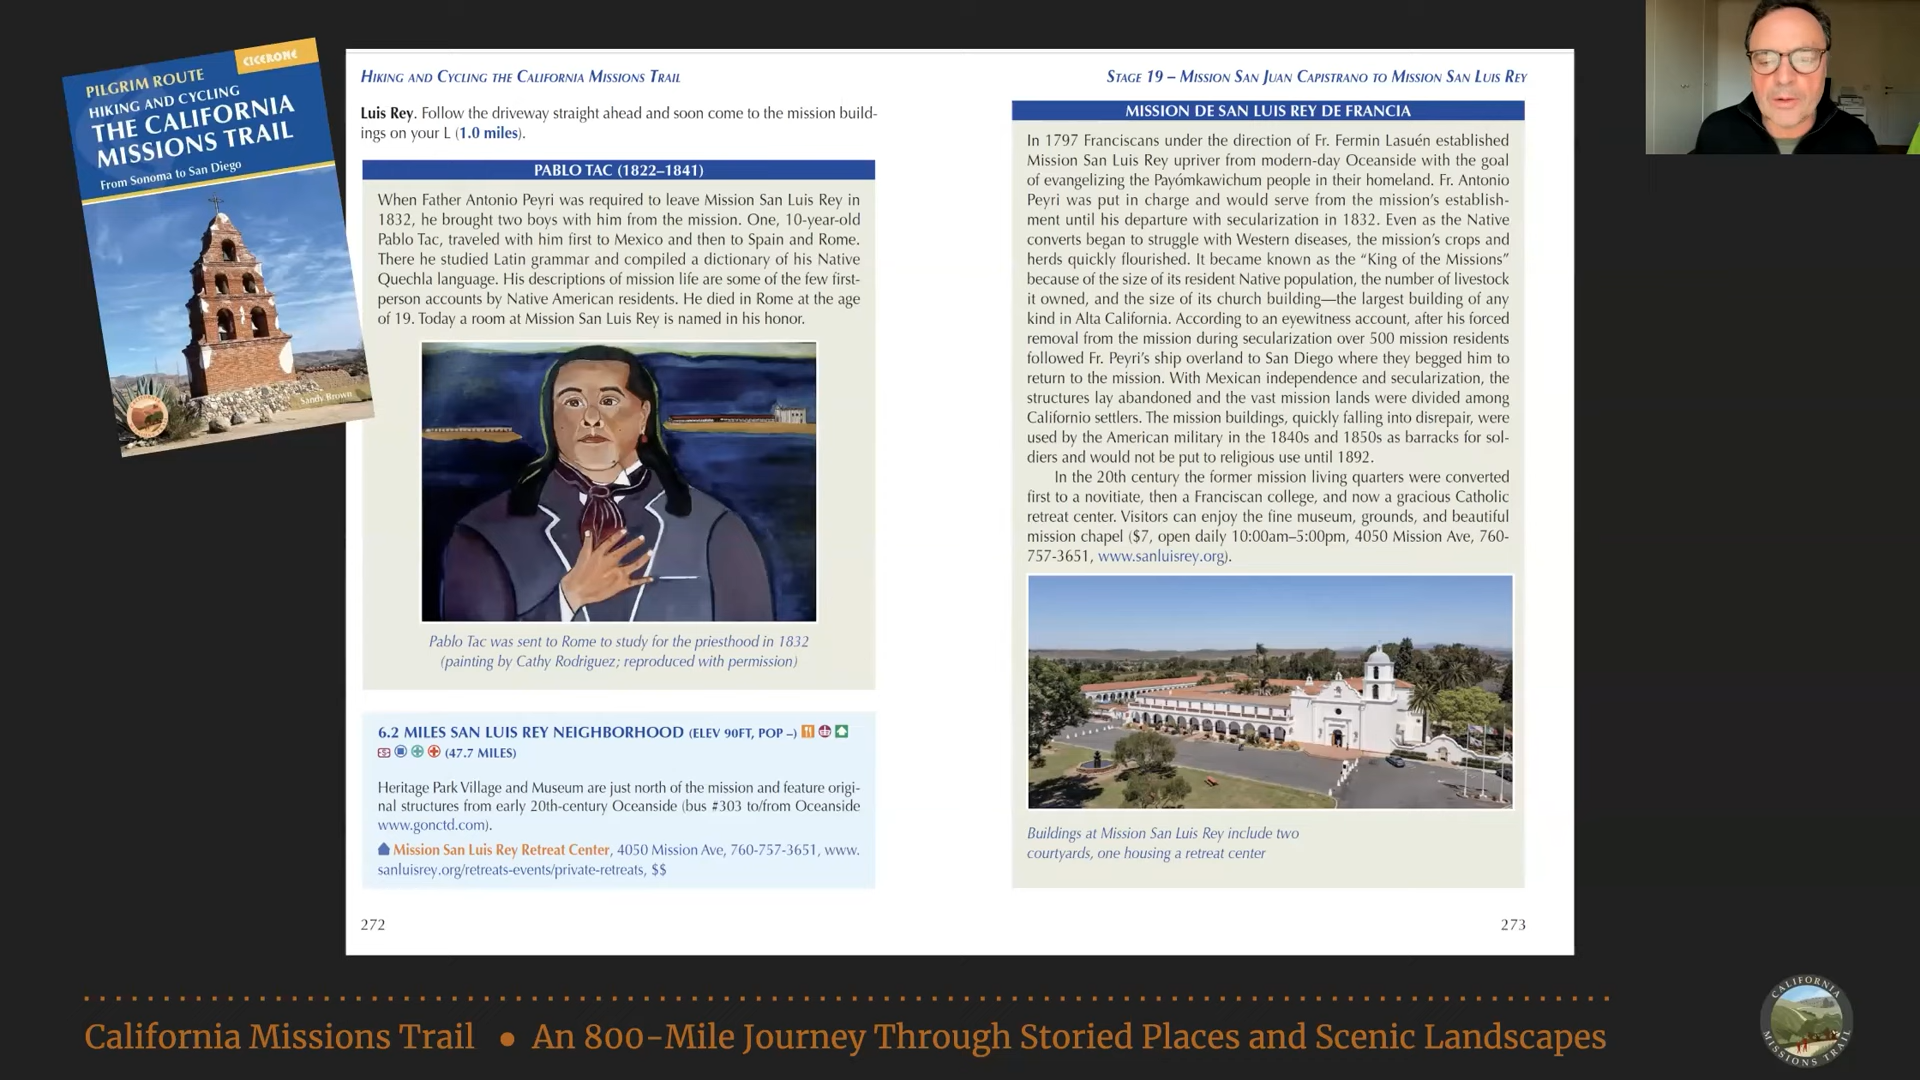 CICERONE
PILGRIM ROUTE
HIKING AND CYCLING
THE CALIFORNIA
MISSIONS TRAIL
From Sonoma to San Diego
Sandy Brown
HIKING AND CYCLING THE CALIFORNIA MISSIONS TRAIL
Luis Rey. Follow the driveway straight ahead and soon come to the mission build-
ings on your L (1.0 miles).
PABLO TAC (1822–1841)
When Father Antonio Peyri was required to leave Mission San Luis Rey in
1832, he brought two boys with him from the mission. One, 10-year-old
Pablo Tac, traveled with him first to Mexico and then to Spain and Rome.
There he studied Latin grammar and compiled a dictionary of his Native
Quechla language. His descriptions of mission life are some of the few first-
person accounts by Native American residents. He died in Rome at the age
of 19. Today a room at Mission San Luis Rey is named in his honor.
Pablo Tac was sent to Rome to study for the priesthood in 1832
(painting by Cathy Rodriguez; reproduced with permission)
6.2 MILES SAN LUIS REY NEIGHBORHOOD (ELEV 90FT, POP –)
(47.7 MILES)
Heritage Park Village and Museum are just north of the mission and feature origi-
nal structures from early 20th-century Oceanside (bus #303 to/from Oceanside
www.gonctd.com).
Mission San Luis Rey Retreat Center, 4050 Mission Ave, 760-757-3651, www.
sanluisrey.org/retreats-events/private-retreats, $$
272
STAGE 19 – MISSION SAN JUAN CAPISTRANO TO MISSION SAN LUIS REY
MISSION DE SAN LUIS REY DE FRANCIA
In 1797 Franciscans under the direction of Fr. Fermin Lasuén established
Mission San Luis Rey upriver from modern-day Oceanside with the goal
of evangelizing the Payómkawichum people in their homeland. Fr. Antonio
Peyri was put in charge and would serve from the mission's establish-
ment until his departure with secularization in 1832. Even as the Native
converts began to struggle with Western diseases, the mission's crops and
herds quickly flourished. It became known as the "King of the Missions"
because of the size of its resident Native population, the number of livestock
it owned, and the size of its church building—the largest building of any
kind in Alta California. According to an eyewitness account, after his forced
removal from the mission during secularization over 500 mission residents
followed Fr. Peyri's ship overland to San Diego where they begged him to
return to the mission. With Mexican independence and secularization, the
structures lay abandoned and the vast mission lands were divided among
Californio settlers. The mission buildings, quickly falling into disrepair, were
used by the American military in the 1840s and 1850s as barracks for sol-
diers and would not be put to religious use until 1892.
In the 20th century the former mission living quarters were converted
first to a novitiate, then a Franciscan college, and now a gracious Catholic
retreat center. Visitors can enjoy the fine museum, grounds, and beautiful
mission chapel ($7, open daily 10:00am–5:00pm, 4050 Mission Ave, 760-
757-3651, www.sanluisrey.org).
Buildings at Mission San Luis Rey include two
courtyards, one housing a retreat center
273
California Missions Trail • An 800-Mile Journey Through Storied Places and Scenic Landscapes
CALIFORNIA
MISSIONS TRAIL